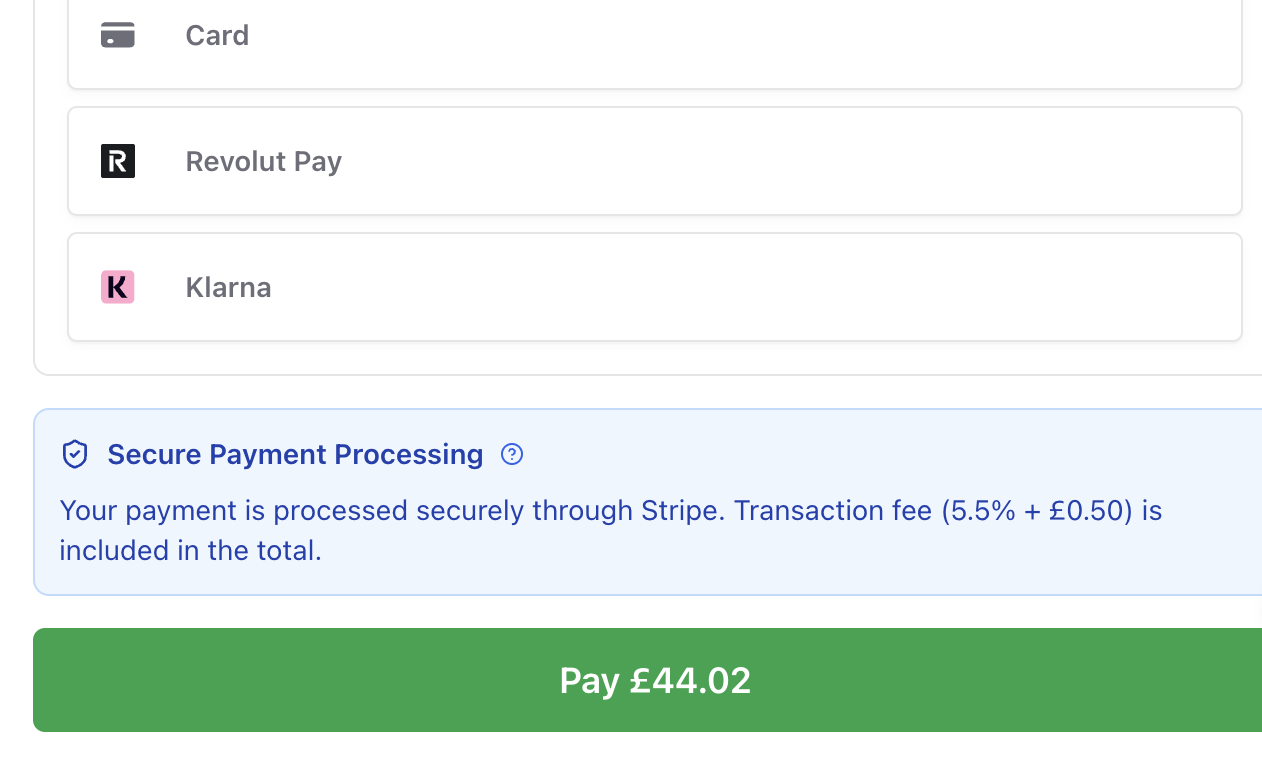 Card
Revolut Pay
Klarna
Secure Payment Processing
Your payment is processed securely through Stripe. Transaction fee (5.5% + £0.50) is
included in the total.
Pay £44.02